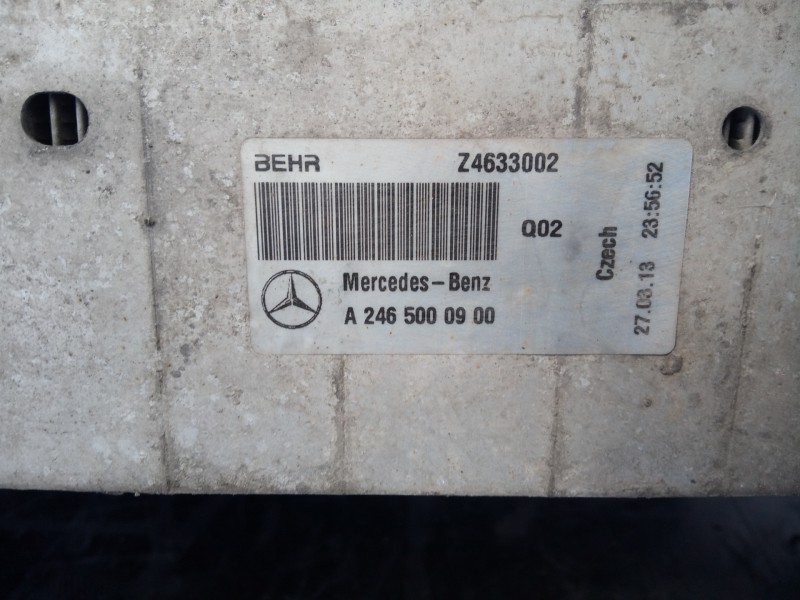 BEHR Z4633002
Q02
Mercedes-Benz
A 246 500 09 00
Czech
27.03.13 23:56:52